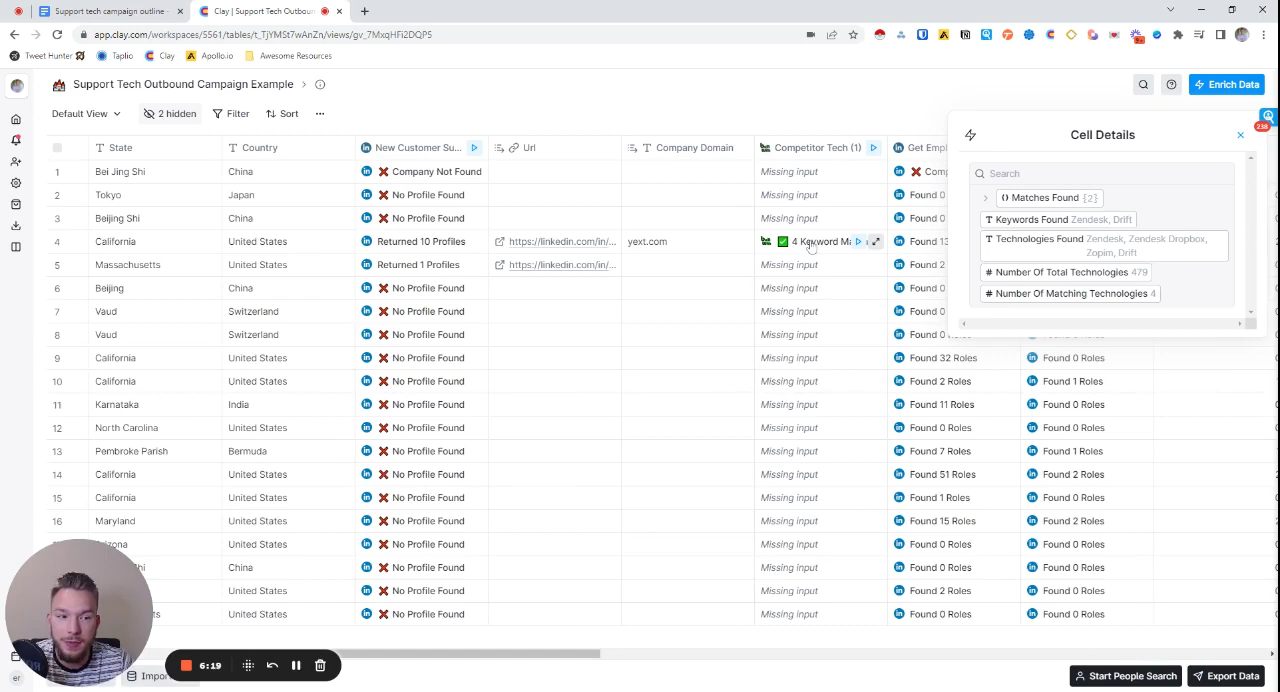 Support tech campaign outline -
Clay | Support Tech Outboun
app.clay.com/workspaces/5561/tables/t_TjYMSt7wAnZn/views/gv_7MxqHFi2DQP5
Tweet Hunter
Taplio
Clay
Apollo.io
Awesome Resources
Support Tech Outbound Campaign Example
Enrich Data
Default View
2 hidden
Filter
Sort
238
Cell Details
Search
Matches Found {2}
Keywords Found Zendesk, Drift
Technologies Found Zendesk, Zendesk Dropbox,
Zopim, Drift
Number Of Total Technologies 479
Number Of Matching Technologies 4
State Country New Customer Su... Url Company Domain Competitor Tech (1) Get Empl
1 Bei Jing Shi China ❌ Company Not Found Missing input ❌ Comp
2 Tokyo Japan ❌ No Profile Found Missing input Found 0
3 Beijing Shi China ❌ No Profile Found Missing input Found 0
4 California United States Returned 10 Profiles https://linkedin.com/in/... yext.com ✅ 4 Keyword Ma Found 13
5 Massachusetts United States Returned 1 Profiles https://linkedin.com/in/... Missing input Found 2
6 Beijing China ❌ No Profile Found Missing input Found 0
7 Vaud Switzerland ❌ No Profile Found Missing input Found 0
8 Vaud Switzerland ❌ No Profile Found Missing input Found 0 Roles Found 0 Roles
9 California United States ❌ No Profile Found Missing input Found 32 Roles Found 0 Roles
10 California United States ❌ No Profile Found Missing input Found 2 Roles Found 1 Roles
11 Karnataka India ❌ No Profile Found Missing input Found 11 Roles Found 0 Roles
12 North Carolina United States ❌ No Profile Found Missing input Found 0 Roles Found 0 Roles
13 Pembroke Parish Bermuda ❌ No Profile Found Missing input Found 7 Roles Found 1 Roles
14 California United States ❌ No Profile Found Missing input Found 51 Roles Found 2 Roles
15 California United States ❌ No Profile Found Missing input Found 1 Roles Found 0 Roles
16 Maryland United States ❌ No Profile Found Missing input Found 15 Roles Found 2 Roles
United States ❌ No Profile Found Missing input Found 0 Roles Found 0 Roles
China ❌ No Profile Found Missing input Found 0 Roles Found 0 Roles
United States ❌ No Profile Found Missing input Found 2 Roles Found 0 Roles
United States ❌ No Profile Found Missing input Found 0 Roles Found 0 Roles
6:19
er
Impor
Start People Search
Export Data